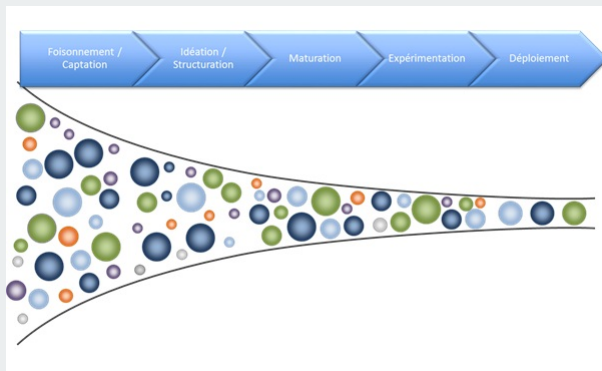 Foisonnement /
Captation
Idéation /
Structuration
Maturation
Expérimentation
Déploiement